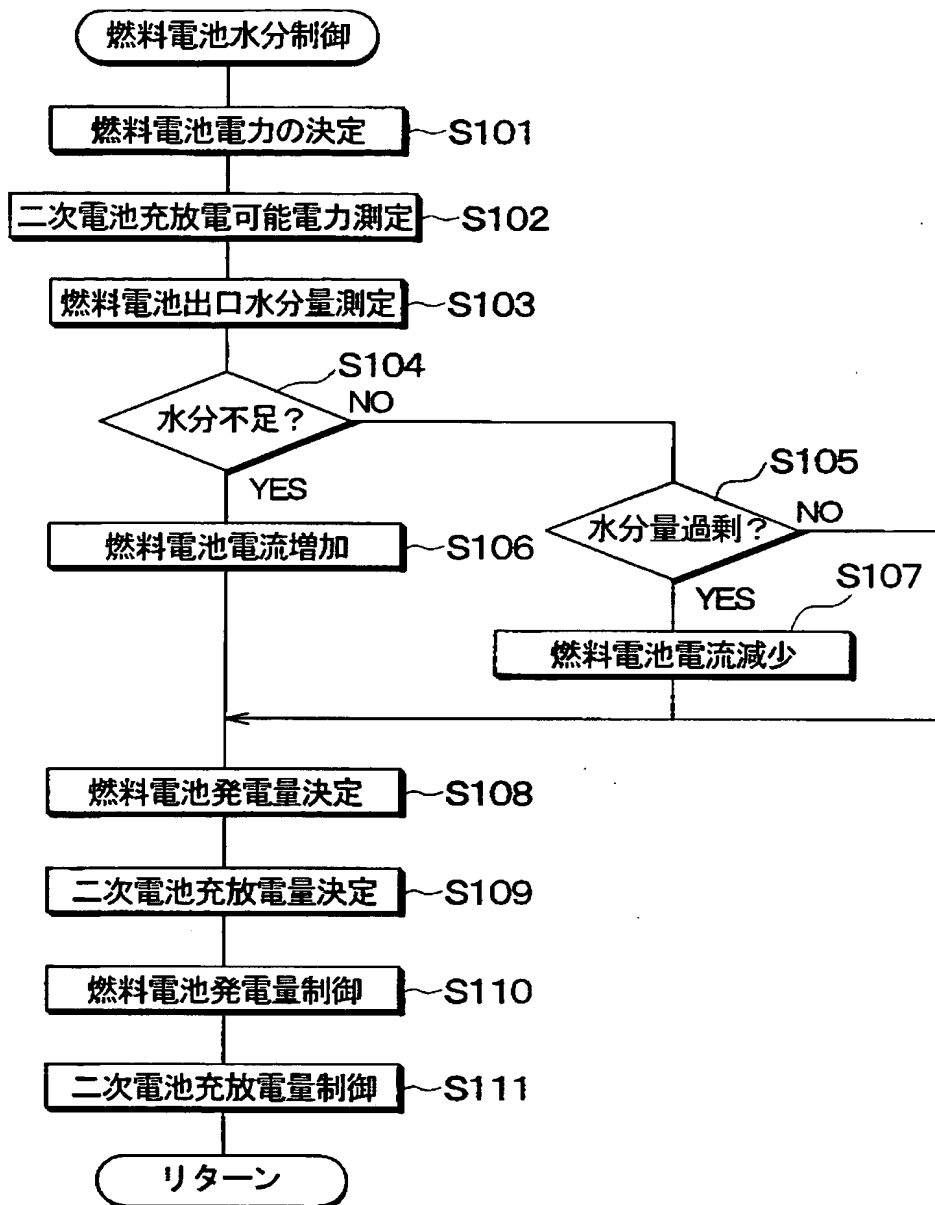 燃料電池水分制御
燃料電池電力の決定 S101
二次電池充放電可能電力測定 S102
燃料電池出口水分量測定 S103
S104
水分不足? NO
YES
S105
水分量過剰? NO
YES
燃料電池電流増加 S106
S107
燃料電池電流減少
燃料電池発電量決定 S108
二次電池充放電量決定 S109
燃料電池発電量制御 S110
二次電池充放電量制御 S111
リターン